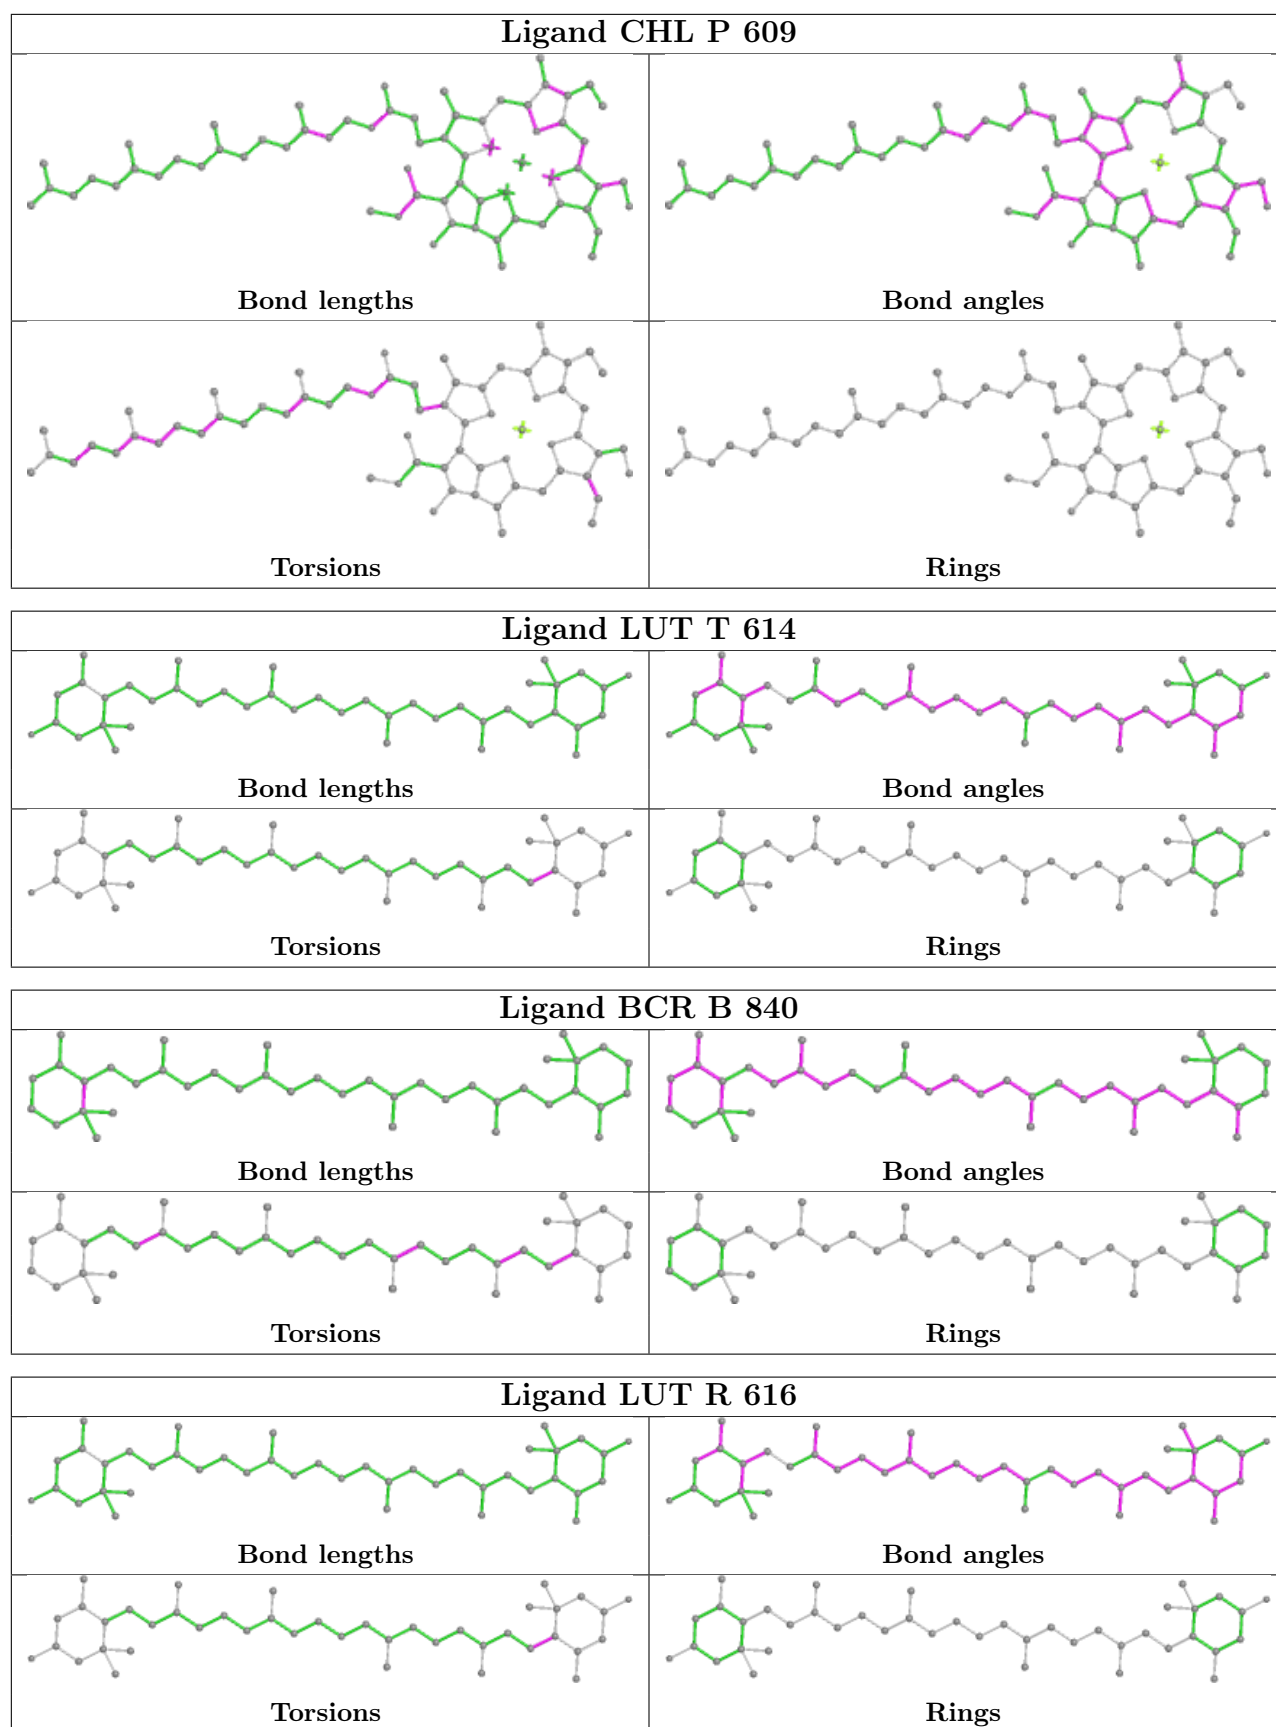 Ligand CHL P 609
Bond lengths
Bond angles
Torsions
Rings
Ligand LUT T 614
Bond lengths
Bond angles
Torsions
Rings
Ligand BCR B 840
Bond lengths
Bond angles
Torsions
Rings
Ligand LUT R 616
Bond lengths
Bond angles
Torsions
Rings